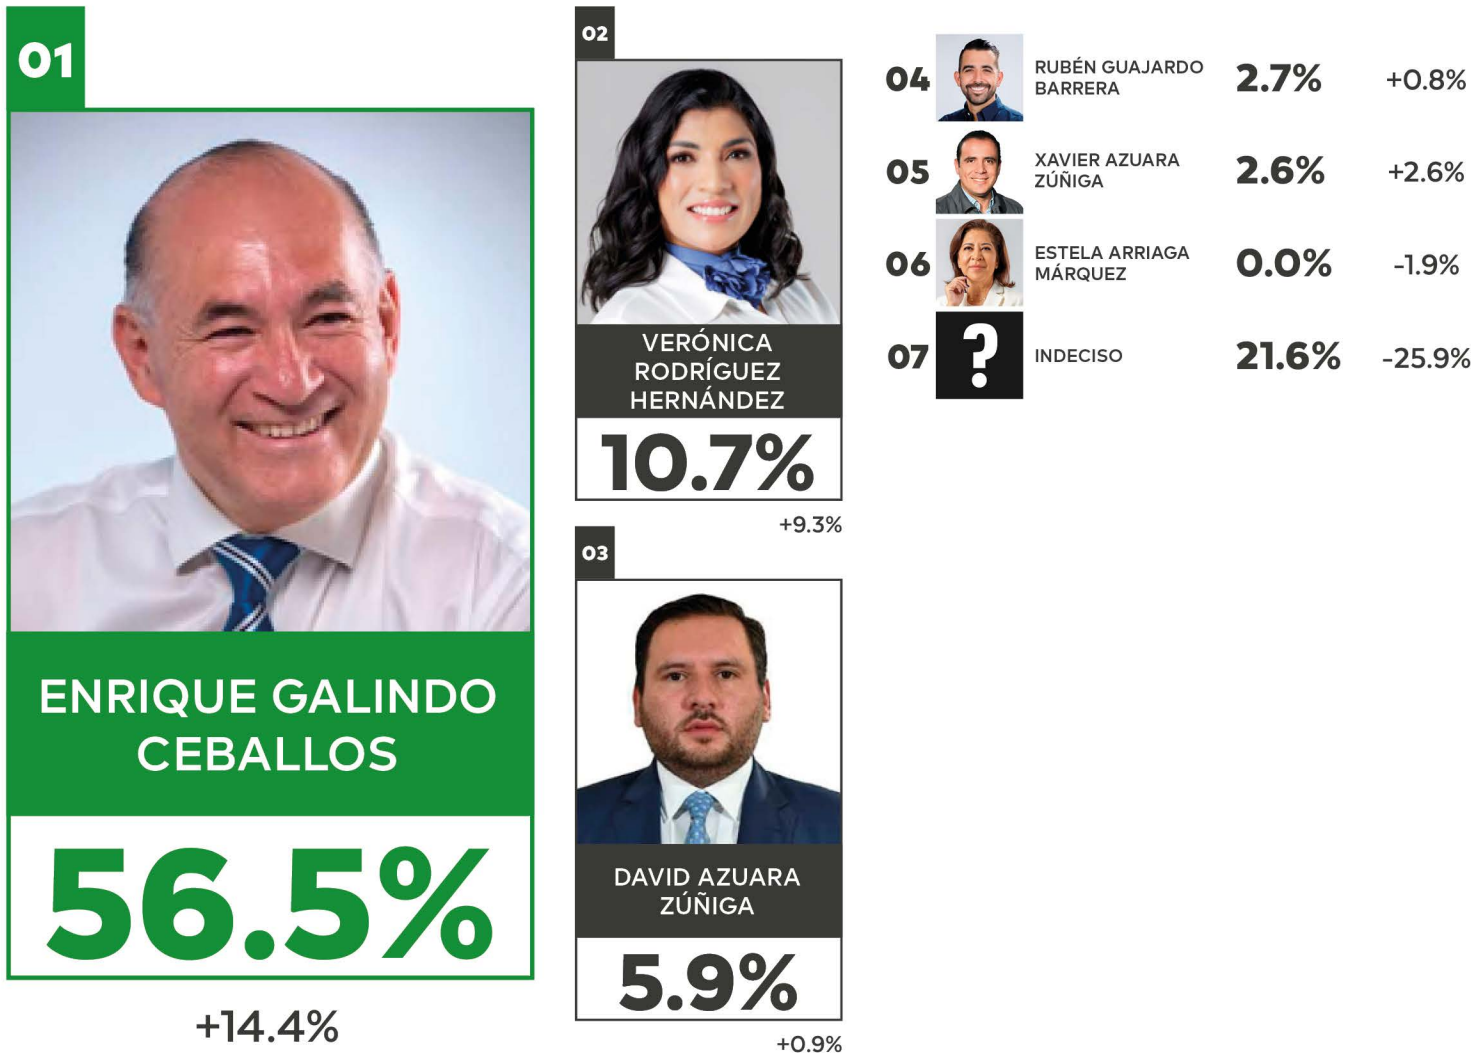 01
ENRIQUE GALINDO
CEBALLOS
56.5%
+14.4%
02
VERÓNICA
RODRÍGUEZ
HERNÁNDEZ
10.7%
+9.3%
03
DAVID AZUARA
ZÚÑIGA
5.9%
+0.9%
04
RUBÉN GUAJARDO
BARRERA
2.7%
+0.8%
05
XAVIER AZUARA
ZÚÑIGA
2.6%
+2.6%
06
ESTELA ARRIAGA
MÁRQUEZ
0.0%
-1.9%
07
?
INDECISO
21.6%
-25.9%